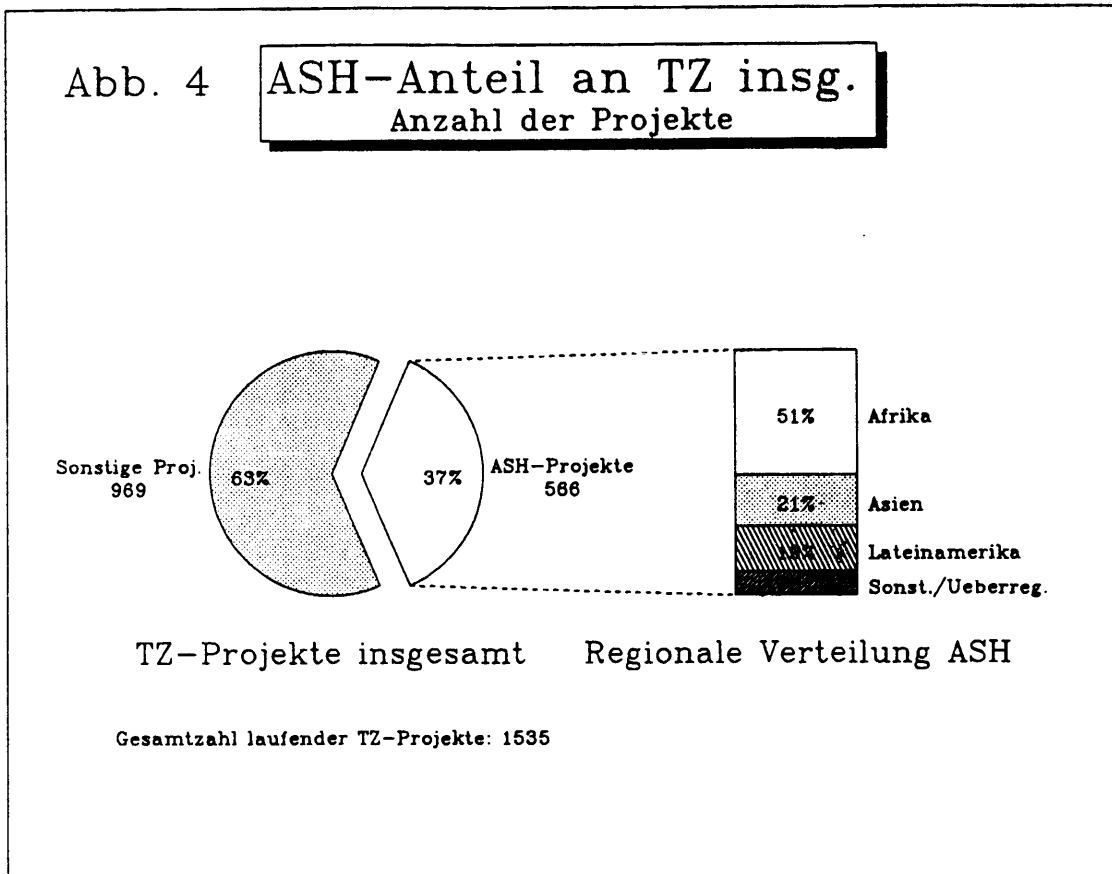 Abb. 4
ASH-Anteil an TZ insg.
Anzahl der Projekte
Sonstige Proj.
969
63%
37%
ASH-Projekte
566
51%
Afrika
21%
Asien
Lateinamerika
Sonst./Ueberreg.
TZ-Projekte insgesamt
Regionale Verteilung ASH
Gesamtzahl laufender TZ-Projekte: 1535